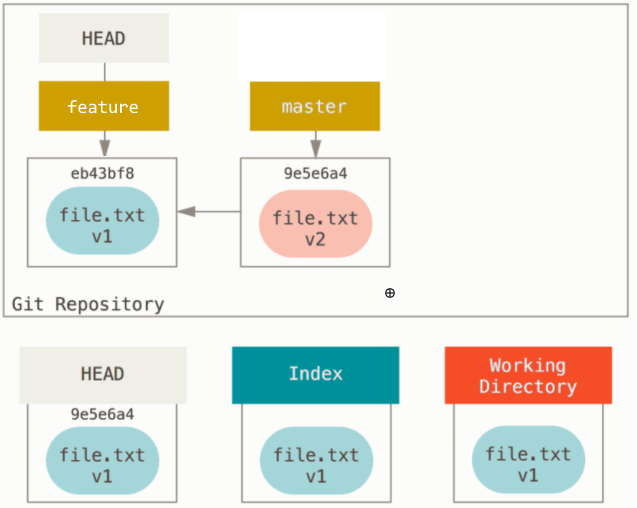 HEAD
feature
master
eb43bf8
9e5e6a4
file.txt
v1
file.txt
v2
Git Repository
HEAD
Index
Working
Directory
9e5e6a4
file.txt
v1
file.txt
v1
file.txt
v1